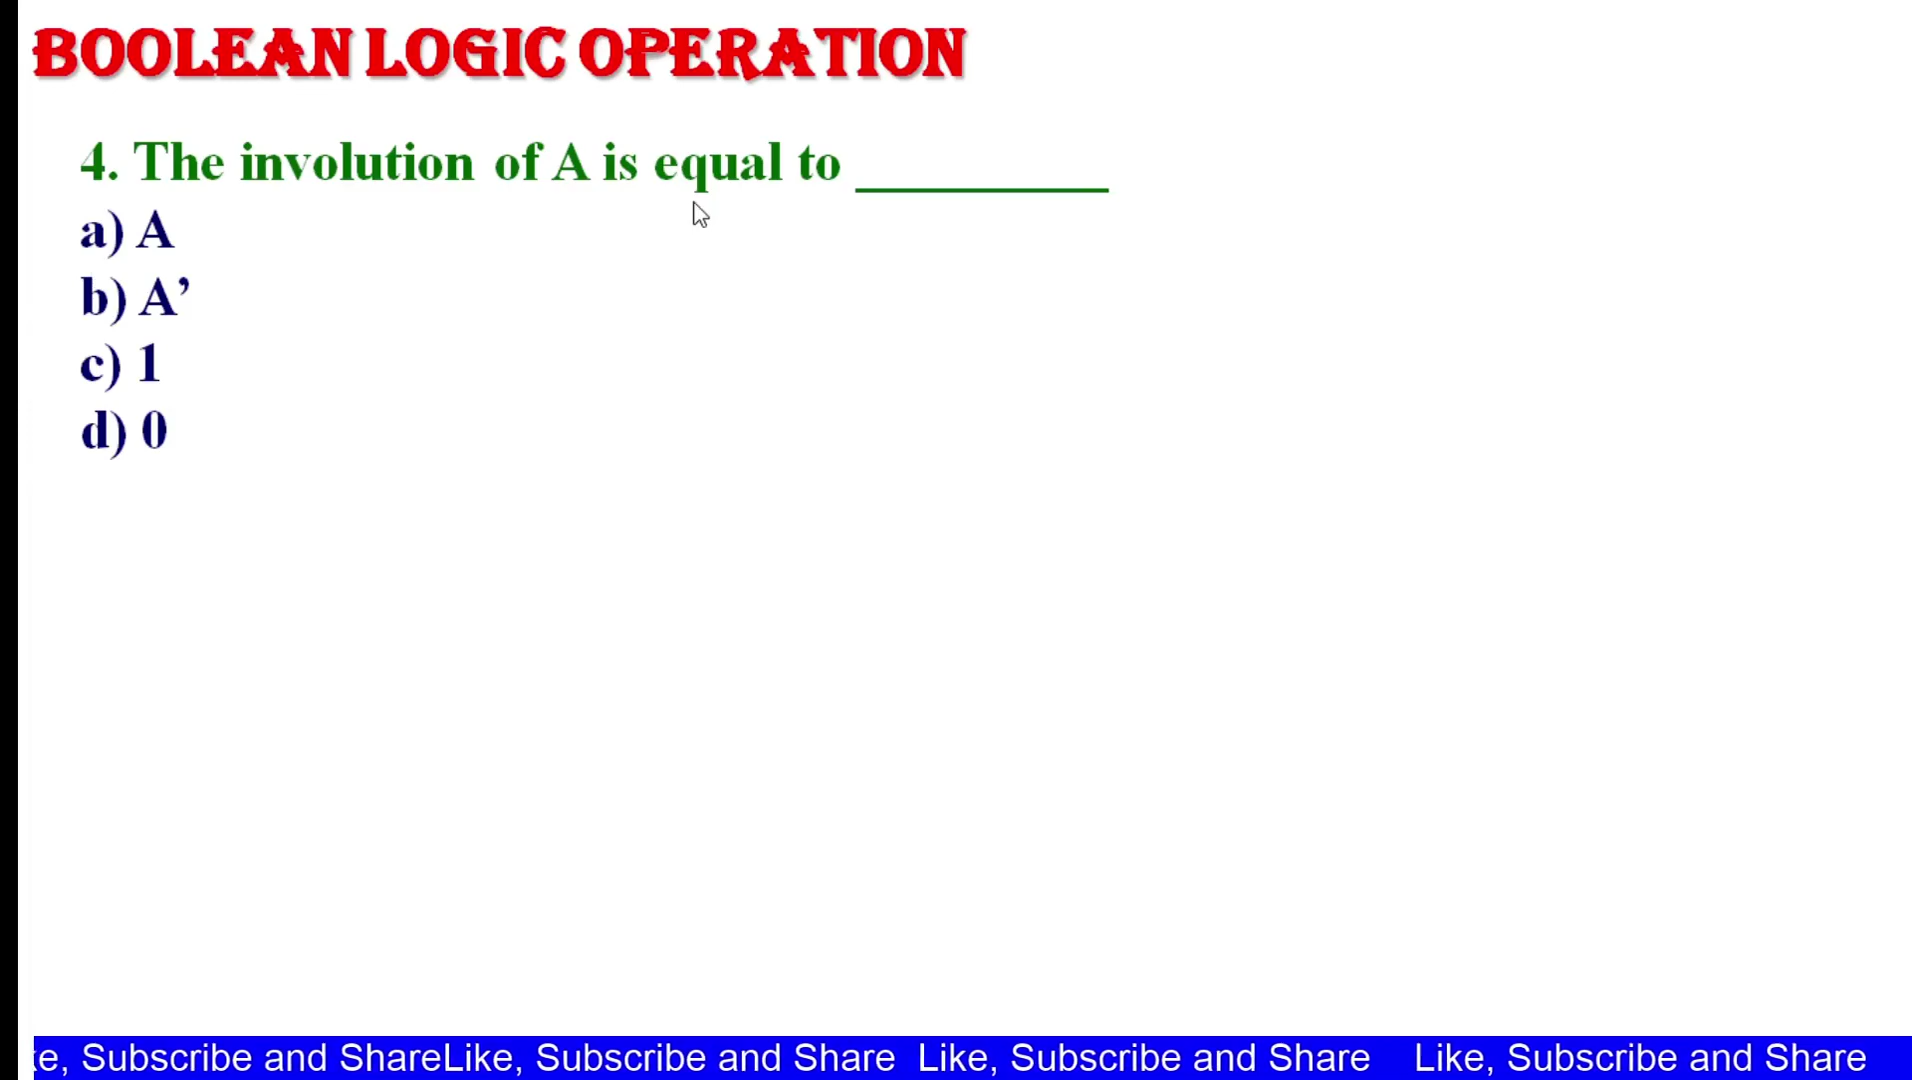 BOOLEAN LOGIC OPERATION
4. The involution of A is equal to __________
a) A
b) A’
c) 1
d) 0
e, Subscribe and ShareLike, Subscribe and Share Like, Subscribe and Share Like, Subscribe and Share